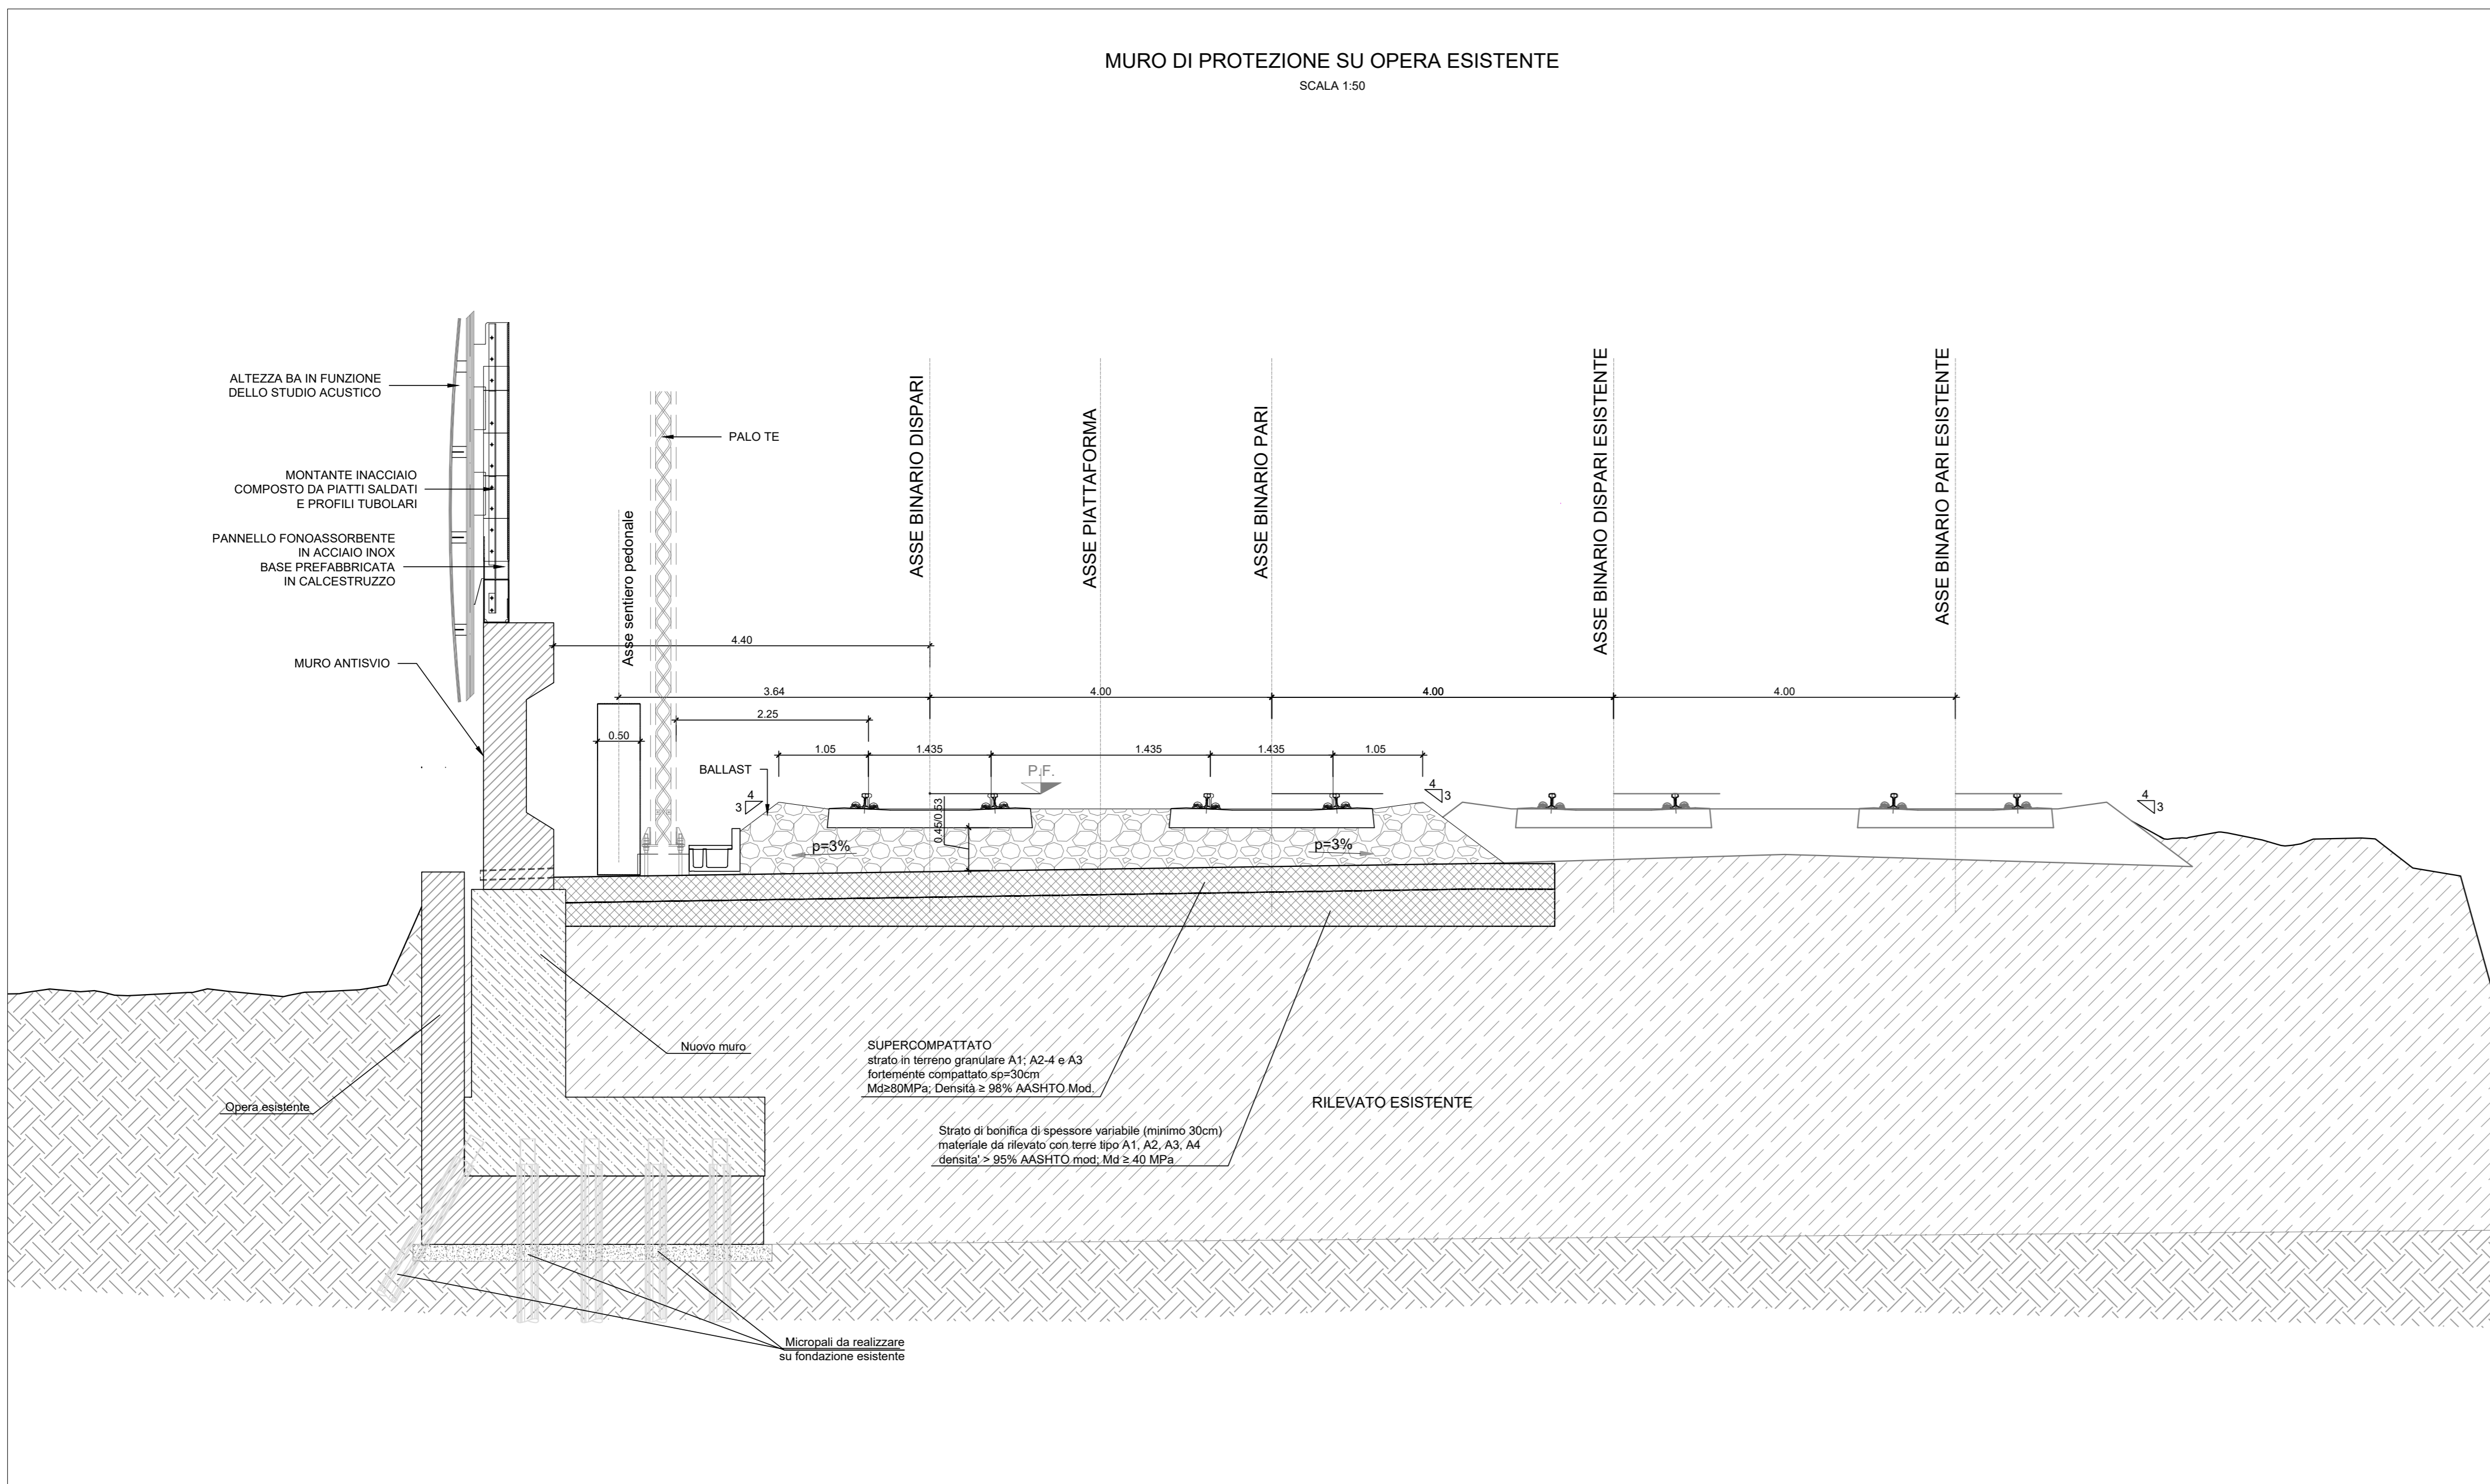 MURO DI PROTEZIONE SU OPERA ESISTENTE
SCALA 1:50
ALTEZZA BA IN FUNZIONE
DELLO STUDIO ACUSTICO
MONTANTE INACCIAIO
COMPOSTO DA PIATTI SALDATI
E PROFILI TUBOLARI
PANNELLO FONOASSORBENTE
IN ACCIAIO INOX
BASE PREFABBRICATA
IN CALCESTRUZZO
MURO ANTISVIO
PALO TE
Asse sentiero pedonale
ASSE BINARIO DISPARI
ASSE PIATTAFORMA
ASSE BINARIO PARI
ASSE BINARIO DISPARI ESISTENTE
ASSE BINARIO PARI ESISTENTE
4.40
3.64
4.00
4.00
4.00
2.25
0.50
1.05
1.435
1.435
1.435
1.05
BALLAST
P.F.
4
3
4
3
4
3
0.45/0.53
p=3%
p=3%
Nuovo muro
Opera esistente
SUPERCOMPATTATO
strato in terreno granulare A1; A2-4 e A3
fortemente compattato sp=30cm
Md≥80MPa; Densità ≥ 98% AASHTO Mod.
RILEVATO ESISTENTE
Strato di bonifica di spessore variabile (minimo 30cm)
materiale da rilevato con terre tipo A1, A2, A3, A4
densita' > 95% AASHTO mod; Md ≥ 40 MPa
Micropali da realizzare
su fondazione esistente